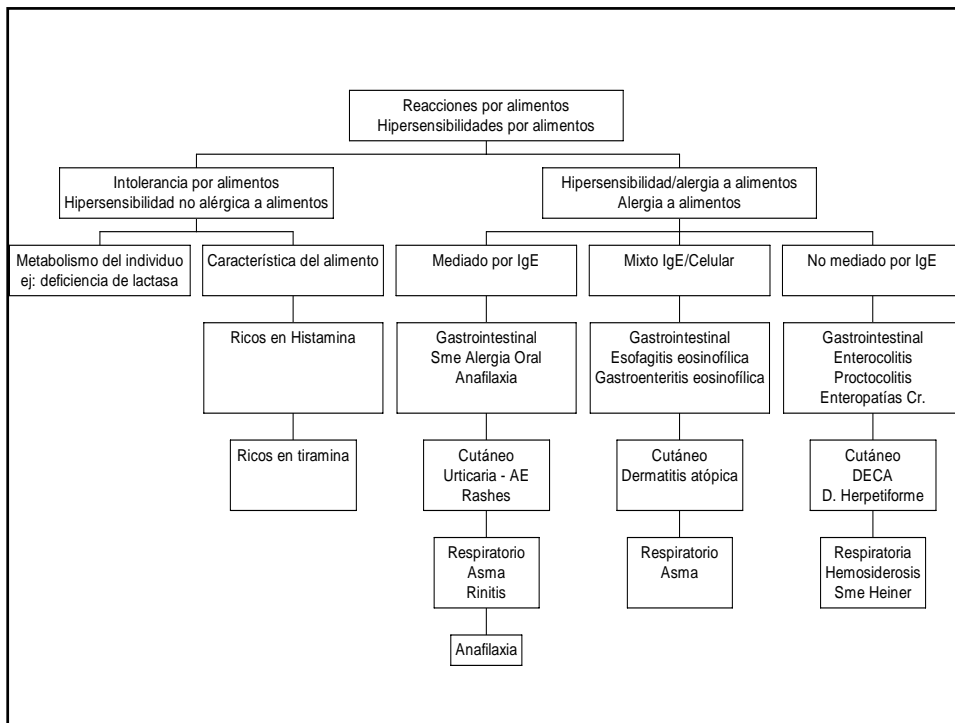 Reacciones por alimentos
Hipersensibilidades por alimentos
Intolerancia por alimentos
Hipersensibilidad no alérgica a alimentos
Hipersensibilidad/alergia a alimentos
Alergia a alimentos
Metabolismo del individuo
ej: deficiencia de lactasa
Característica del alimento
Mediado por IgE
Mixto IgE/Celular
No mediado por IgE
Ricos en Histamina
Gastrointestinal
Sme Alergia Oral
Anafilaxia
Gastrointestinal
Esofagitis eosinofílica
Gastroenteritis eosinofílica
Gastrointestinal
Enterocolitis
Proctocolitis
Enteropatías Cr.
Ricos en tiramina
Cutáneo
Urticaria - AE
Rashes
Cutáneo
Dermatitis atópica
Cutáneo
DECA
D. Herpetiforme
Respiratorio
Asma
Rinitis
Respiratorio
Asma
Respiratoria
Hemosiderosis
Sme Heiner
Anafilaxia